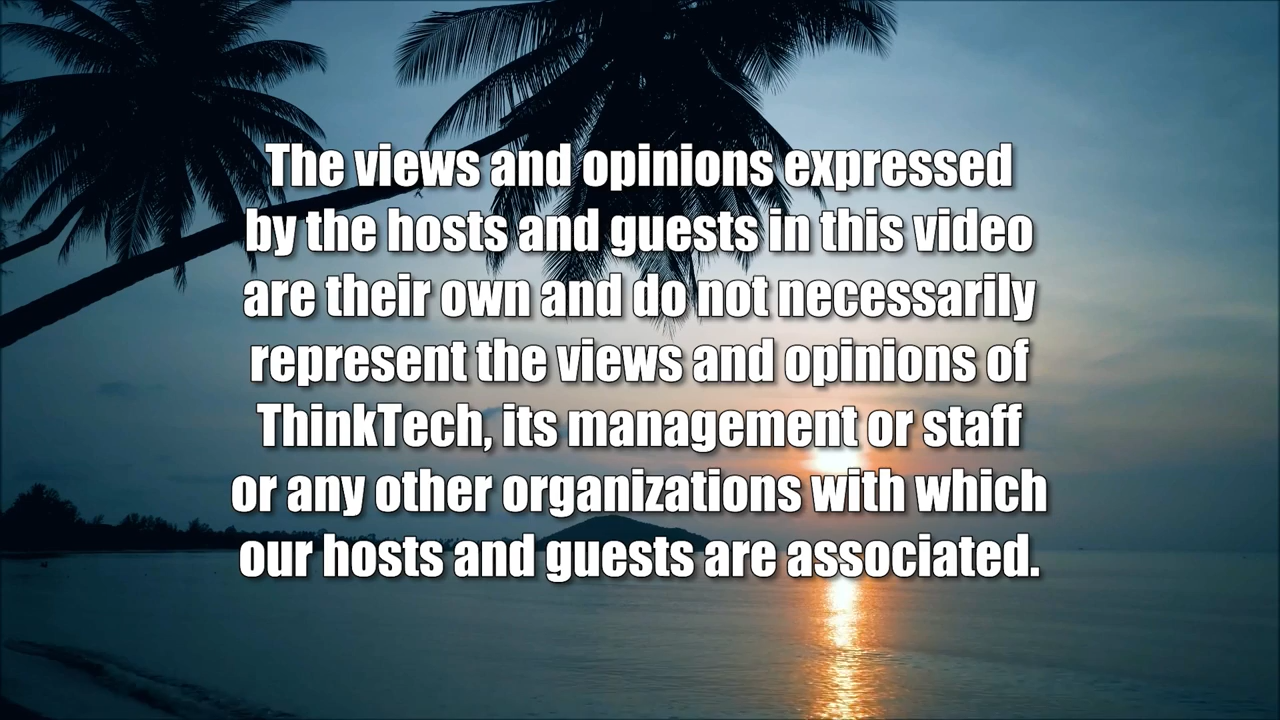 The views and opinions expressed
by the hosts and guests in this video
are their own and do not necessarily
represent the views and opinions of
ThinkTech, its management or staff
or any other organizations with which
our hosts and guests are associated.